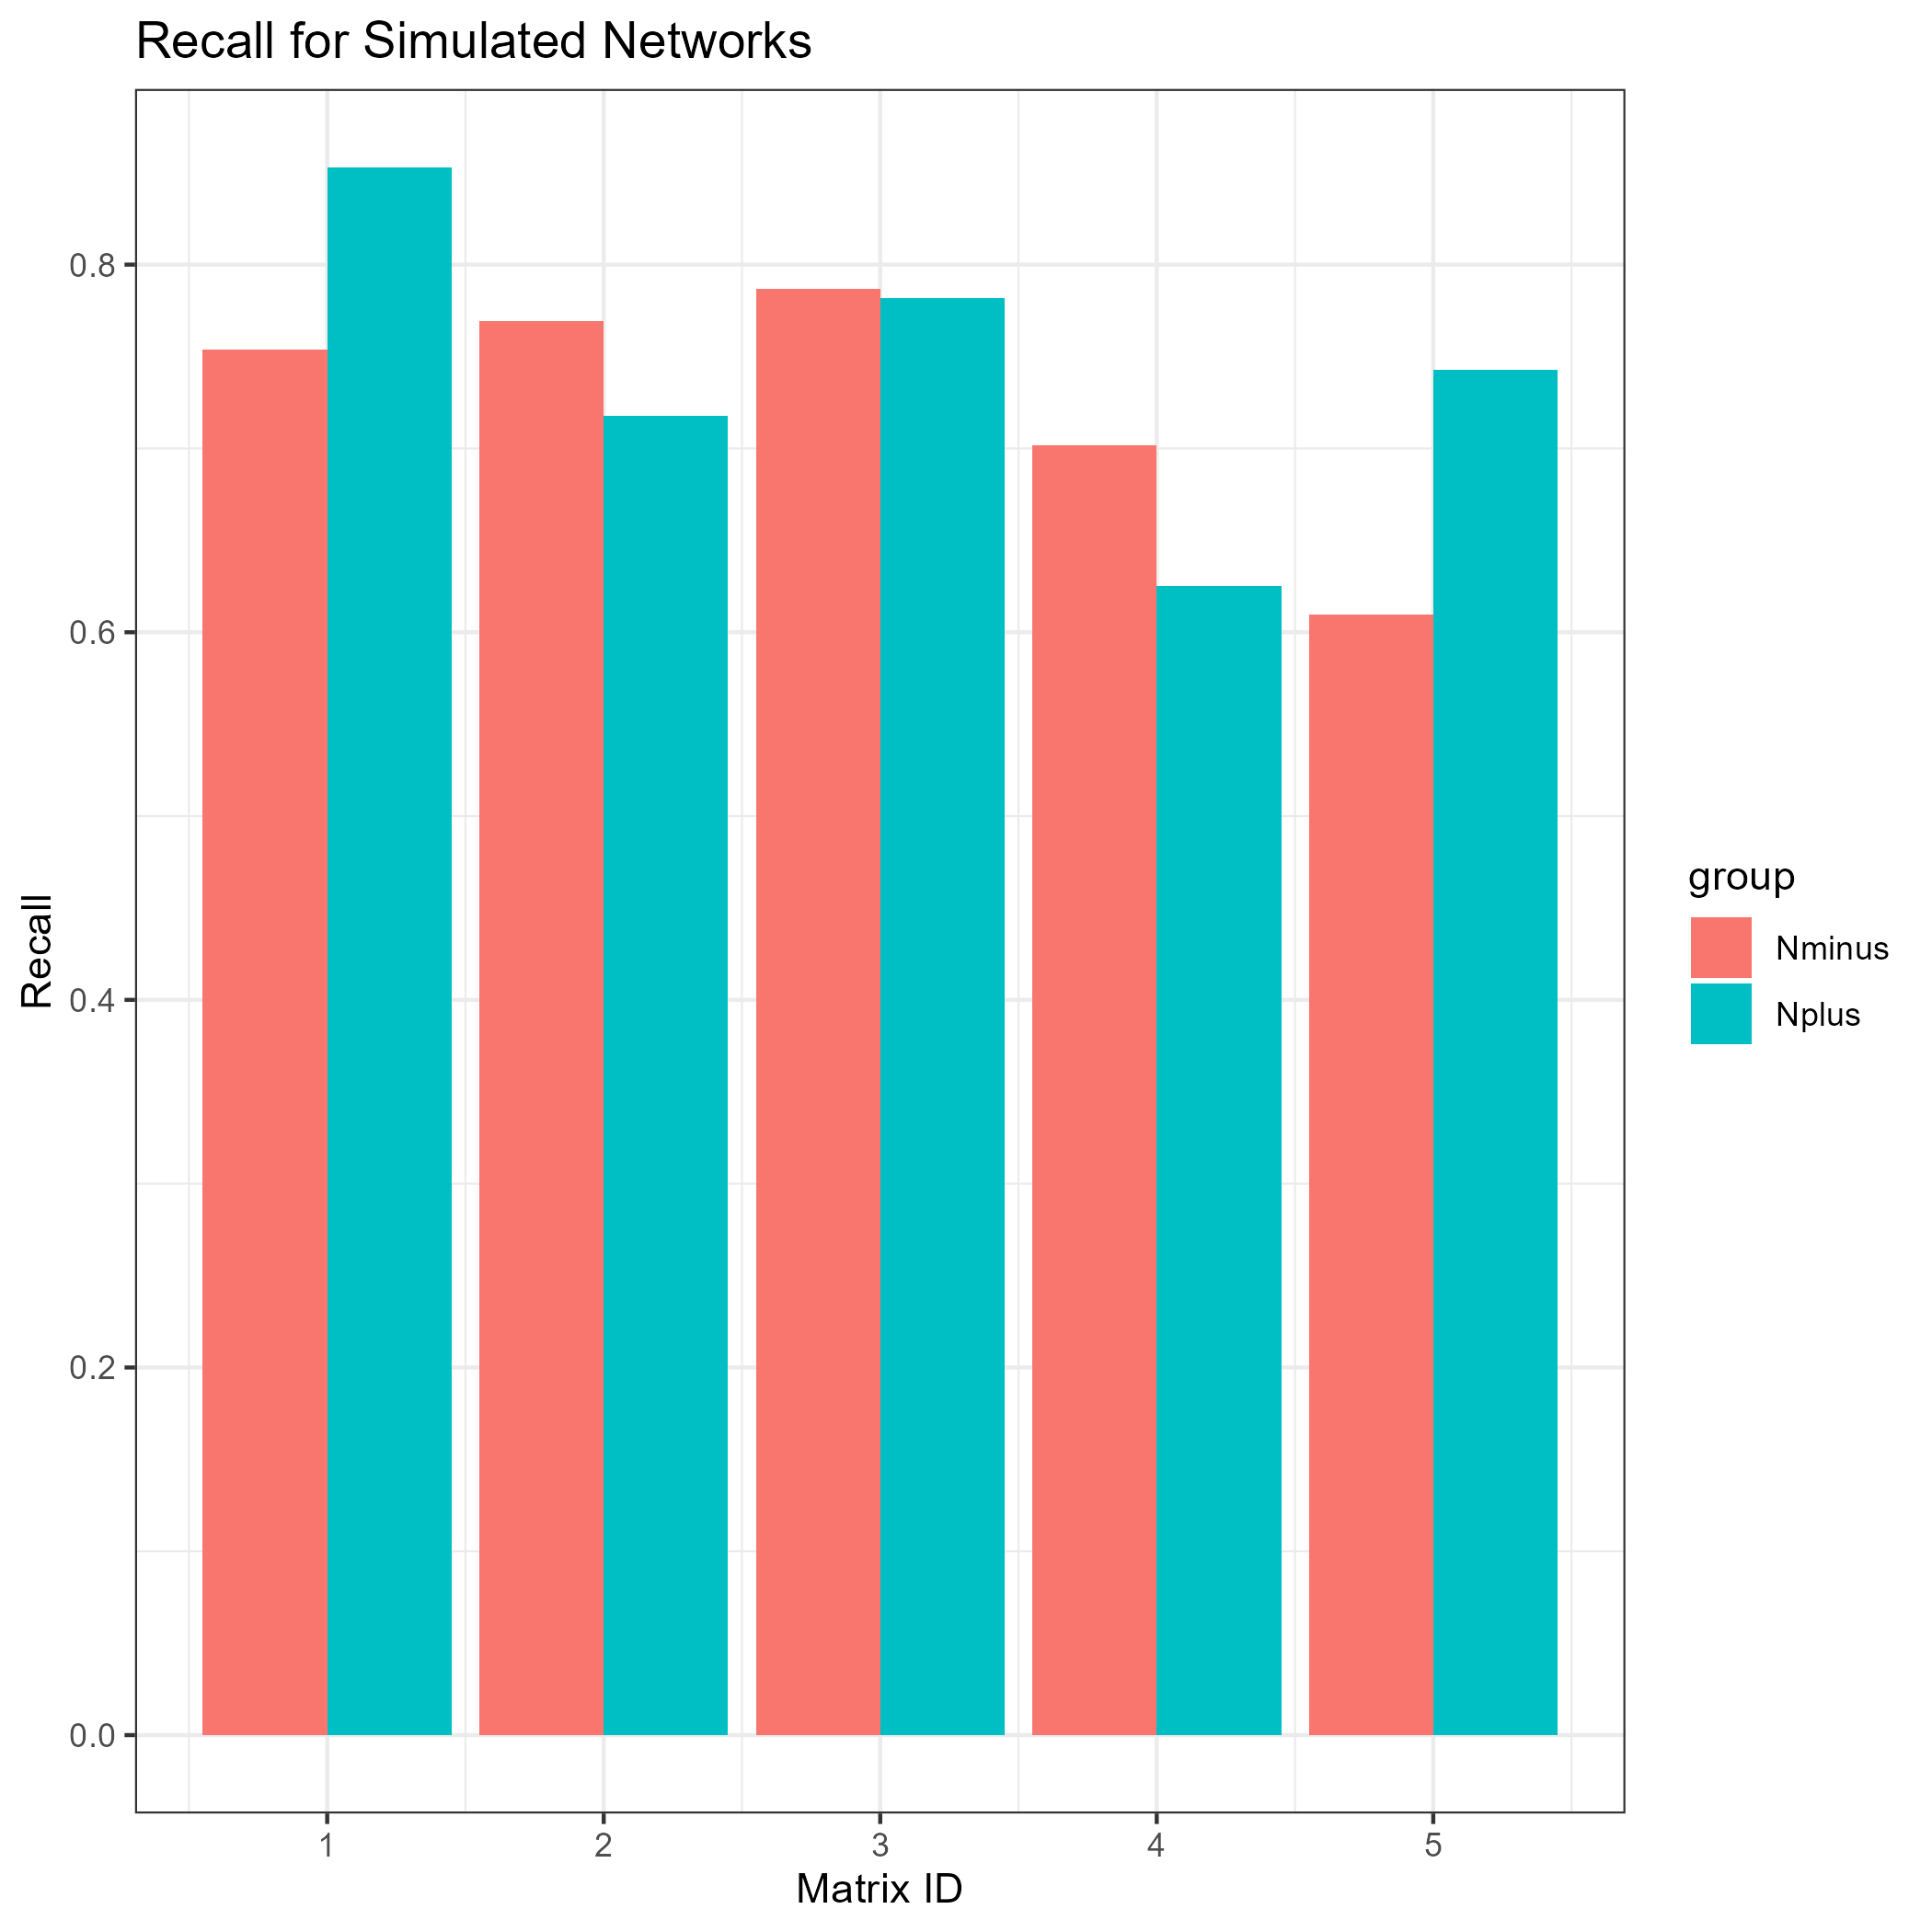 Recall for Simulated Networks
Recall
0.8
0.6
0.4
0.2
0.0
1 2 3 4 5
Matrix ID
group
Nminus
Nplus